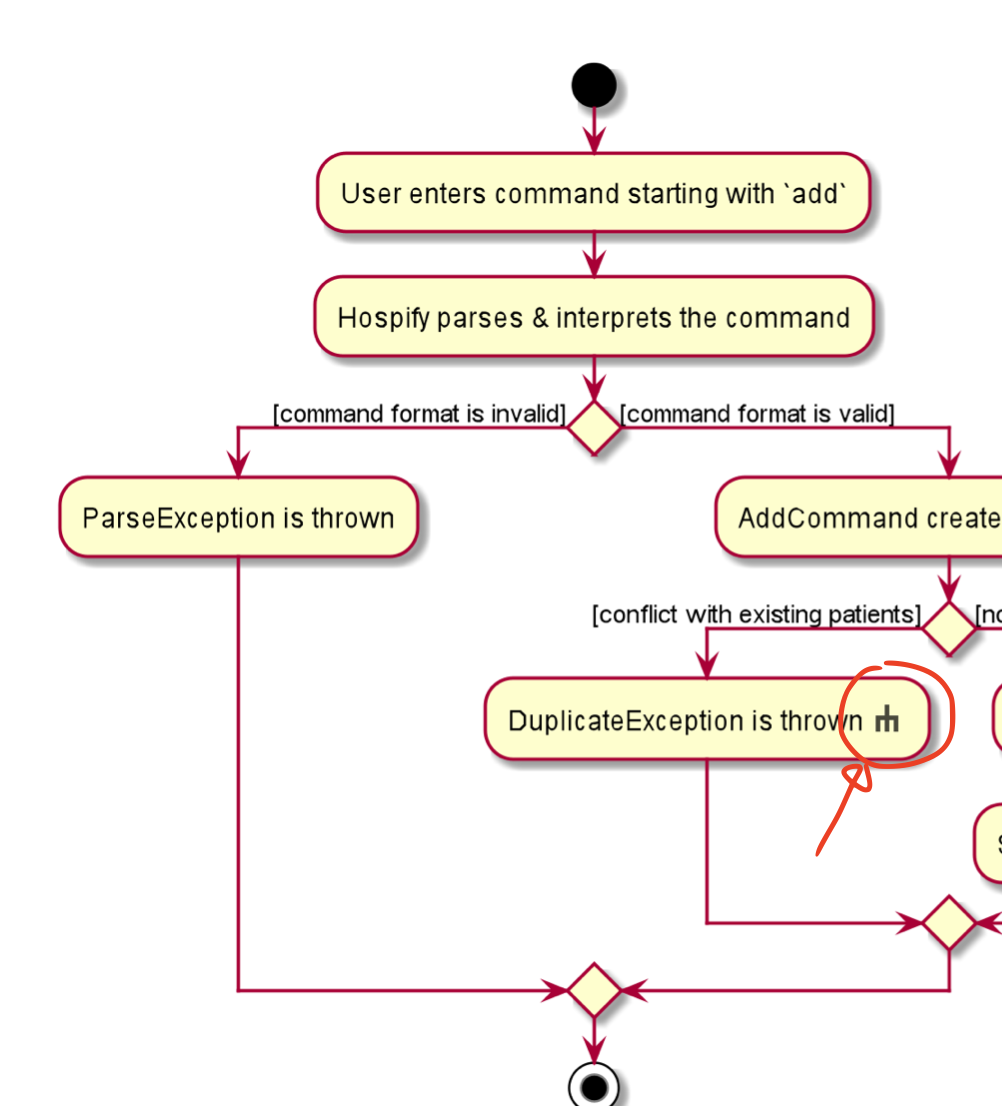 User enters command starting with `add`
Hospify parses & interprets the command
[command format is invalid]
[command format is valid]
ParseException is thrown
AddCommand create
[conflict with existing patients]
[no
DuplicateException is thrown